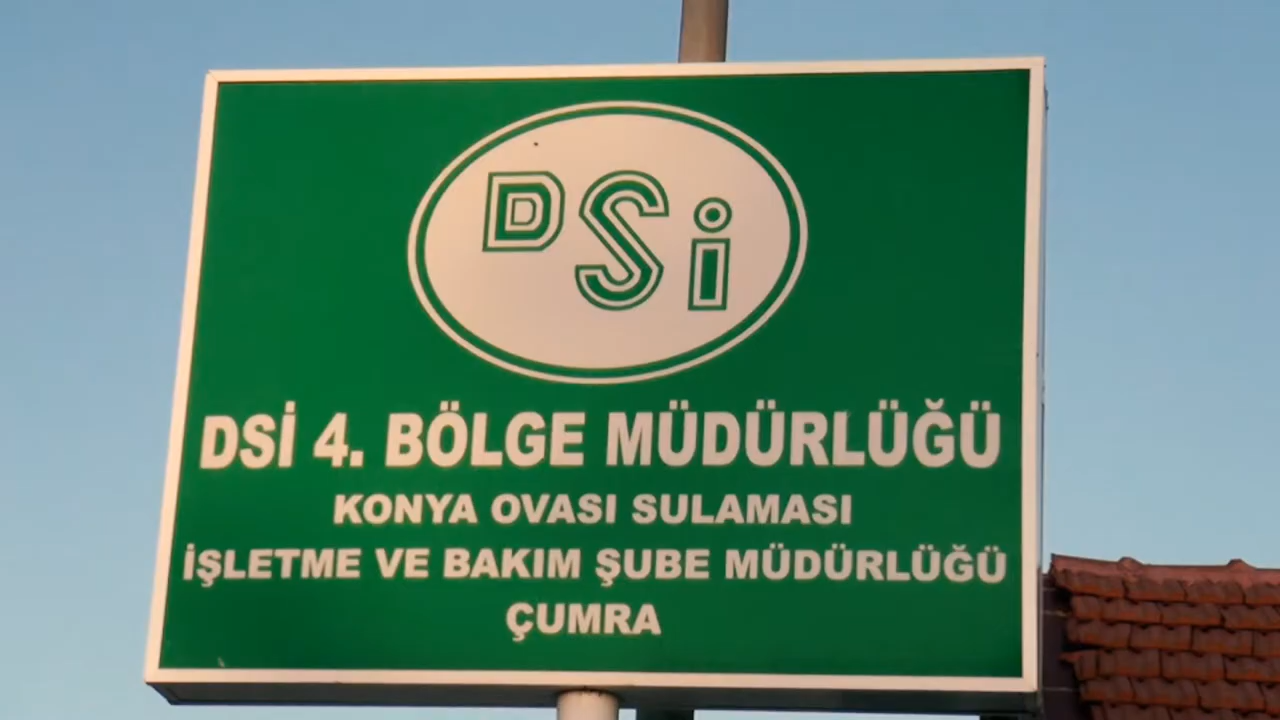 DSİ
DSİ 4. BÖLGE MÜDÜRLÜĞÜ
KONYA OVASI SULAMASI
İŞLETME VE BAKIM ŞUBE MÜDÜRLÜĞÜ
ÇUMRA